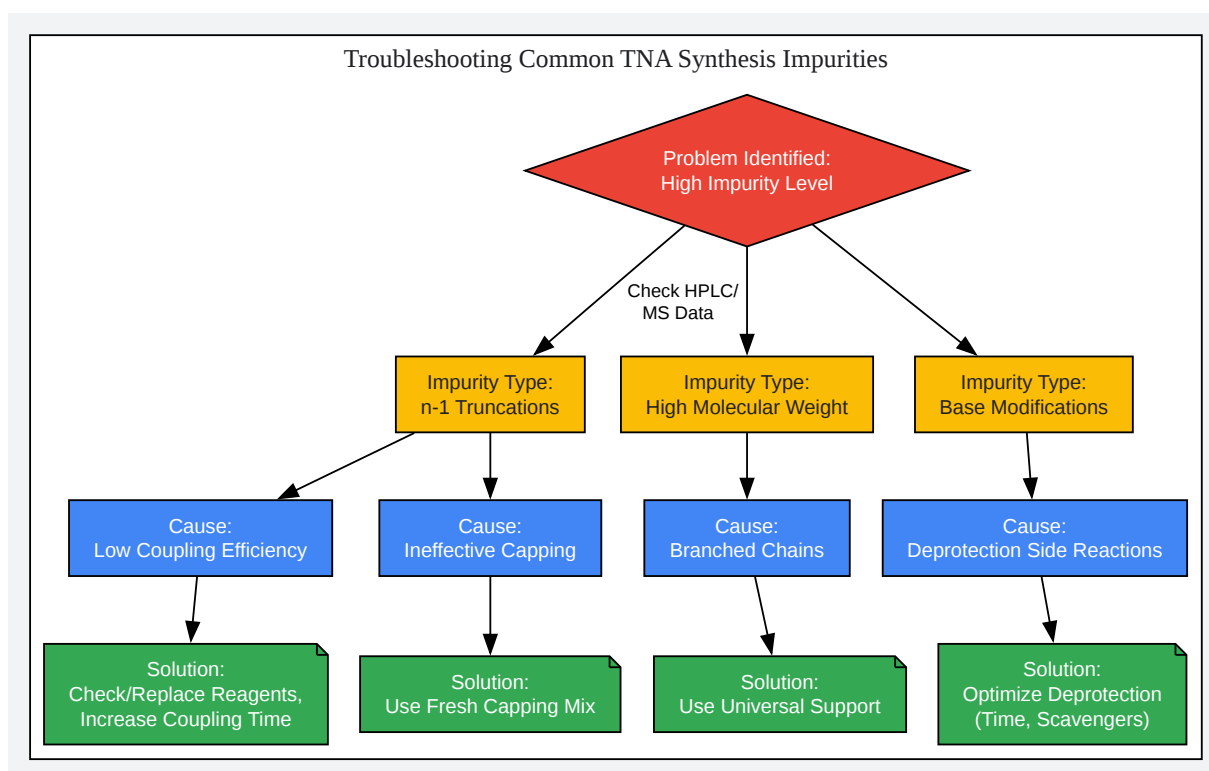 Troubleshooting Common TNA Synthesis Impurities
Problem Identified:
High Impurity Level
Check HPLC/
MS Data
Impurity Type:
n-1 Truncations
Impurity Type:
High Molecular Weight
Impurity Type:
Base Modifications
Cause:
Low Coupling Efficiency
Cause:
Ineffective Capping
Cause:
Branched Chains
Cause:
Deprotection Side Reactions
Solution:
Check/Replace Reagents,
Increase Coupling Time
Solution:
Use Fresh Capping Mix
Solution:
Use Universal Support
Solution:
Optimize Deprotection
(Time, Scavengers)